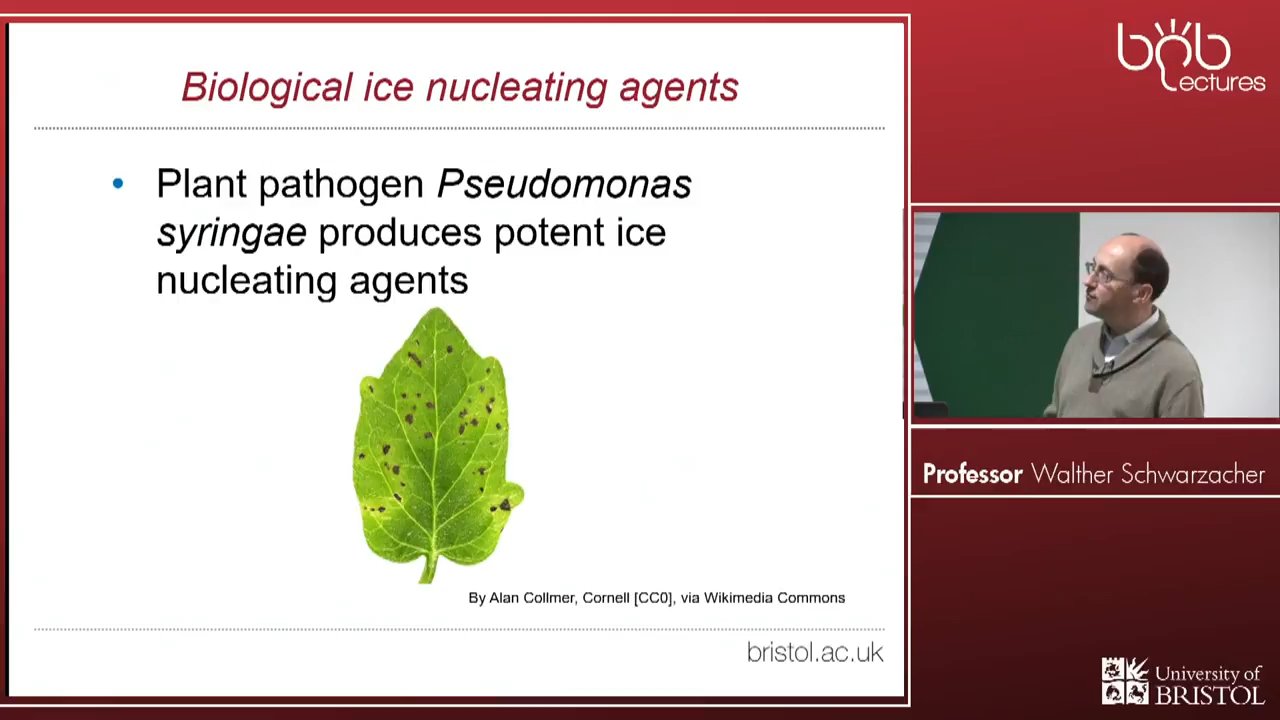 Biological ice nucleating agents
• Plant pathogen Pseudomonas
syringae produces potent ice
nucleating agents
By Alan Collmer, Cornell [CC0], via Wikimedia Commons
bristol.ac.uk
bob
Lectures
Professor Walther Schwarzacher
University of
BRISTOL